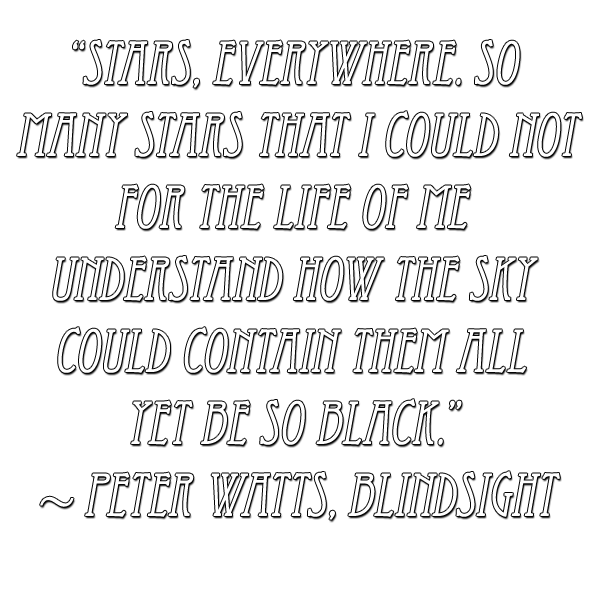 “STARS, EVERYWHERE. SO
MANY STARS THAT I COULD NOT
FOR THE LIFE OF ME
UNDERSTAND HOW THE SKY
COULD CONTAIN THEM ALL
YET BE SO BLACK.”
~ PETER WATTS, BLINDSIGHT